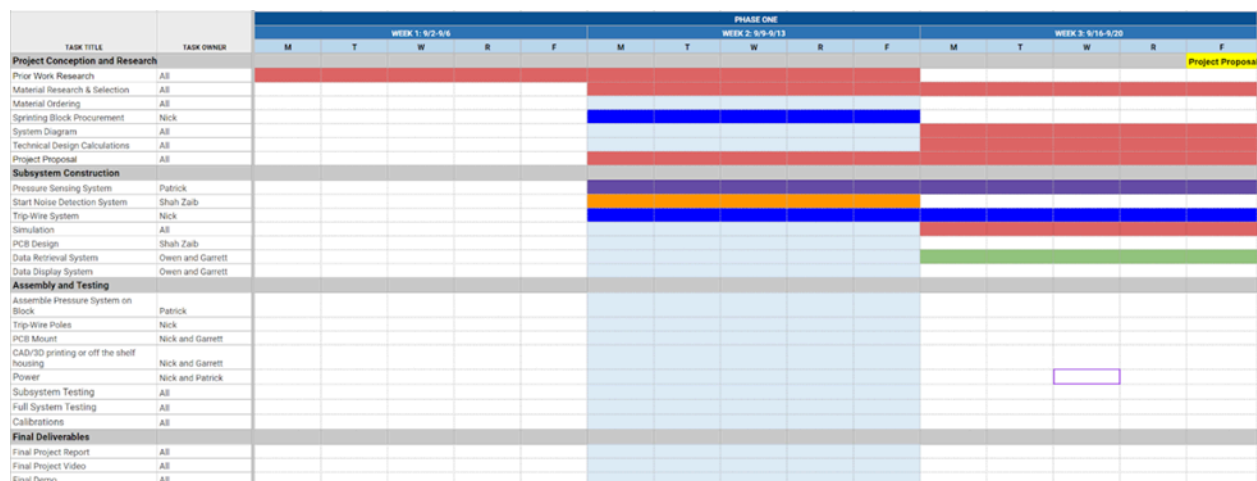 PHASE ONE
WEEK 1: 9/2-9/6 WEEK 2: 9/9-9/13 WEEK 3: 9/16-9/20
TASK TITLE TASK OWNER M T W R F M T W R F M T W R F
Project Conception and Research Project Proposal
Prior Work Research All
Material Research & Selection All
Material Ordering All
Sprinting Block Procurement Nick
System Diagram All
Technical Design Calculations All
Project Proposal All
Subsystem Construction
Pressure Sensing System Patrick
Start Noise Detection System Shah Zaib
Trip-Wire System Nick
Simulation All
PCB Design Shah Zaib
Data Retrieval System Owen and Garrett
Data Display System Owen and Garrett
Assembly and Testing
Assemble Pressure System on
Block Patrick
Trip-Wire Poles Nick
PCB Mount Nick and Garrett
CAD/3D printing or off the shelf
housing Nick and Garrett
Power Nick and Patrick
Subsystem Testing All
Full System Testing All
Calibrations All
Final Deliverables
Final Project Report All
Final Project Video All
Final Demo All